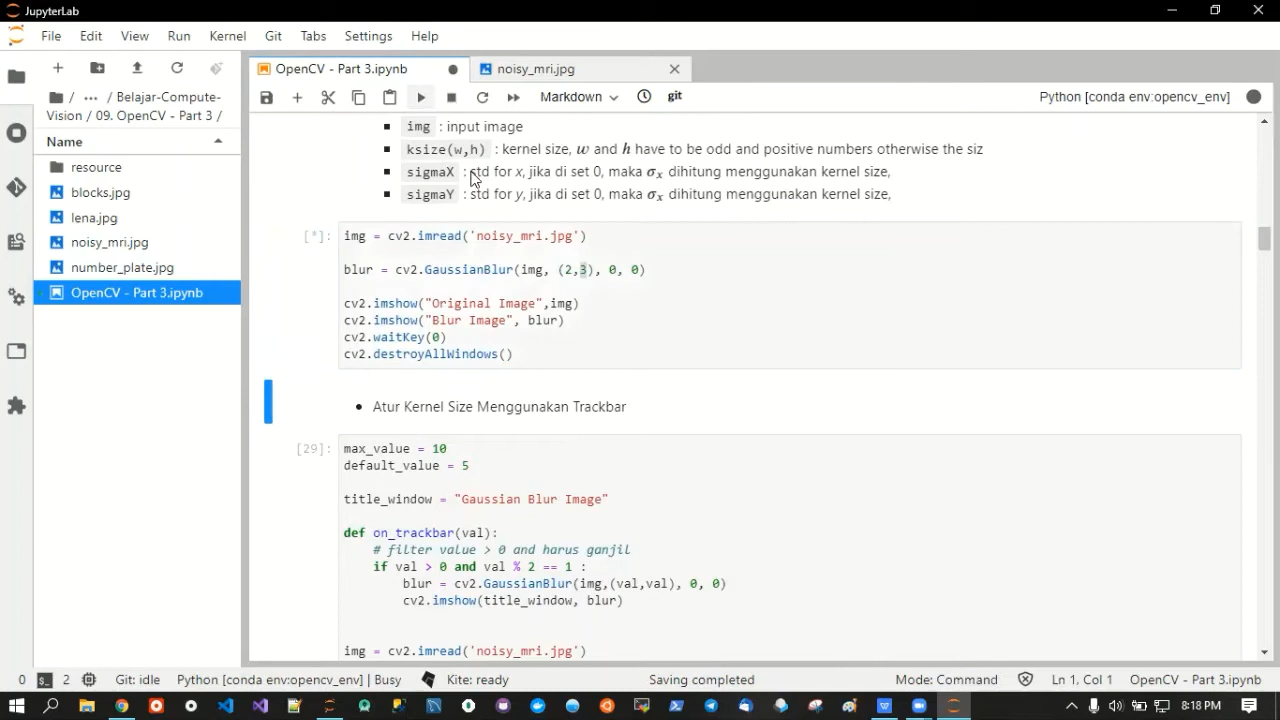 JupyterLab
File Edit View Run Kernel Git Tabs Settings Help
OpenCV - Part 3.ipynb
noisy_mri.jpg
Markdown
git
Python [conda env:opencv_env]
/ ... / Belajar-Compute-
Vision / 09. OpenCV - Part 3 /
Name
resource
blocks.jpg
lena.jpg
noisy_mri.jpg
number_plate.jpg
OpenCV - Part 3.ipynb
▪ img : input image
▪ ksize(w,h) : kernel size, w and h have to be odd and positive numbers otherwise the siz
▪ sigmaX : std for x, jika di set 0, maka σx dihitung menggunakan kernel size,
▪ sigmaY : std for y, jika di set 0, maka σx dihitung menggunakan kernel size,
[*]: img = cv2.imread('noisy_mri.jpg')
blur = cv2.GaussianBlur(img, (2,3), 0, 0)
cv2.imshow("Original Image",img)
cv2.imshow("Blur Image", blur)
cv2.waitKey(0)
cv2.destroyAllWindows()
• Atur Kernel Size Menggunakan Trackbar
[29]: max_value = 10
default_value = 5
title_window = "Gaussian Blur Image"
def on_trackbar(val):
# filter value > 0 and harus ganjil
if val > 0 and val % 2 == 1 :
blur = cv2.GaussianBlur(img,(val,val), 0, 0)
cv2.imshow(title_window, blur)
img = cv2.imread('noisy_mri.jpg')
0 2 Git: idle Python [conda env:opencv_env] | Busy Kite: ready Saving completed Mode: Command Ln 1, Col 1 OpenCV - Part 3.ipynb
8:18 PM